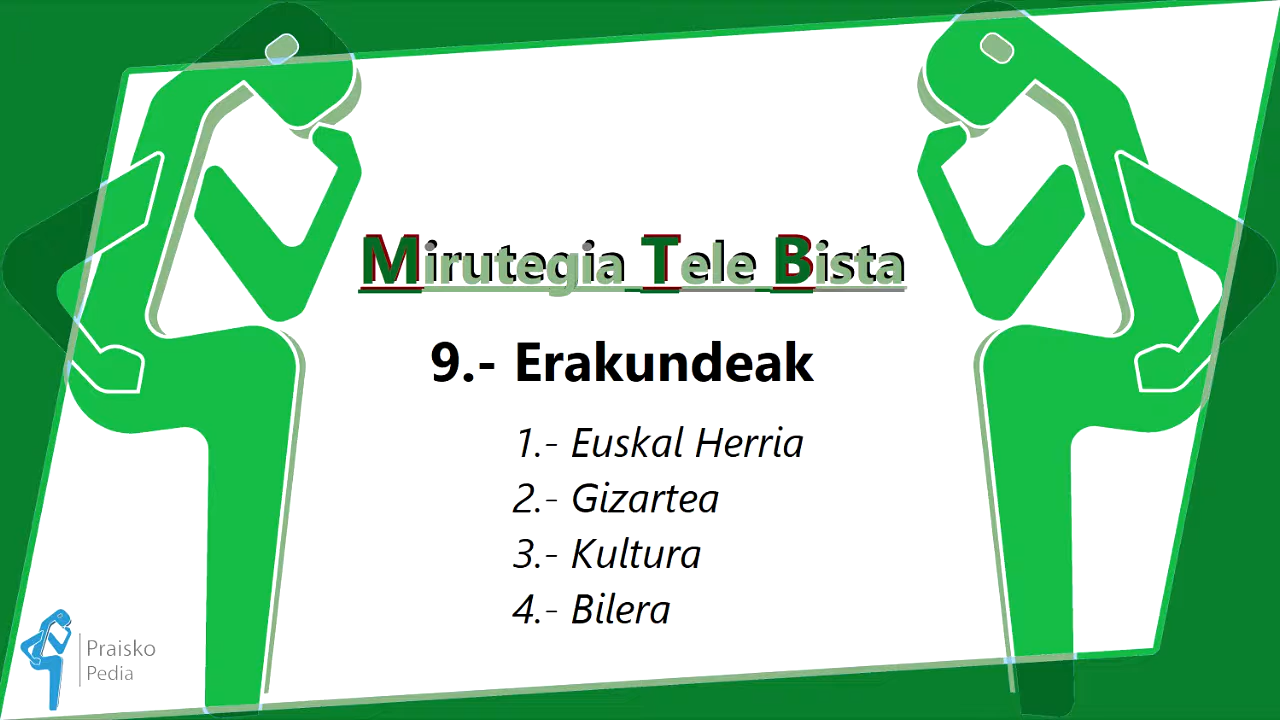 Mirutegia Tele Bista
9.- Erakundeak
1.- Euskal Herria
2.- Gizartea
3.- Kultura
4.- Bilera
Praisko
Pedia